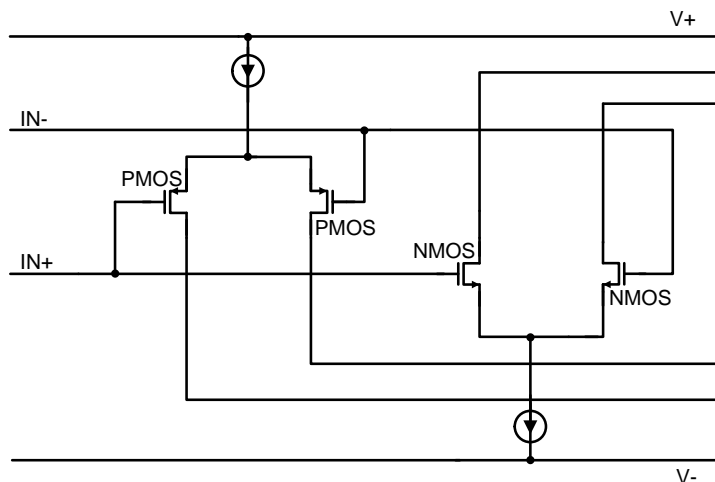 V+
IN-
PMOS
PMOS
NMOS
IN+
NMOS
V-